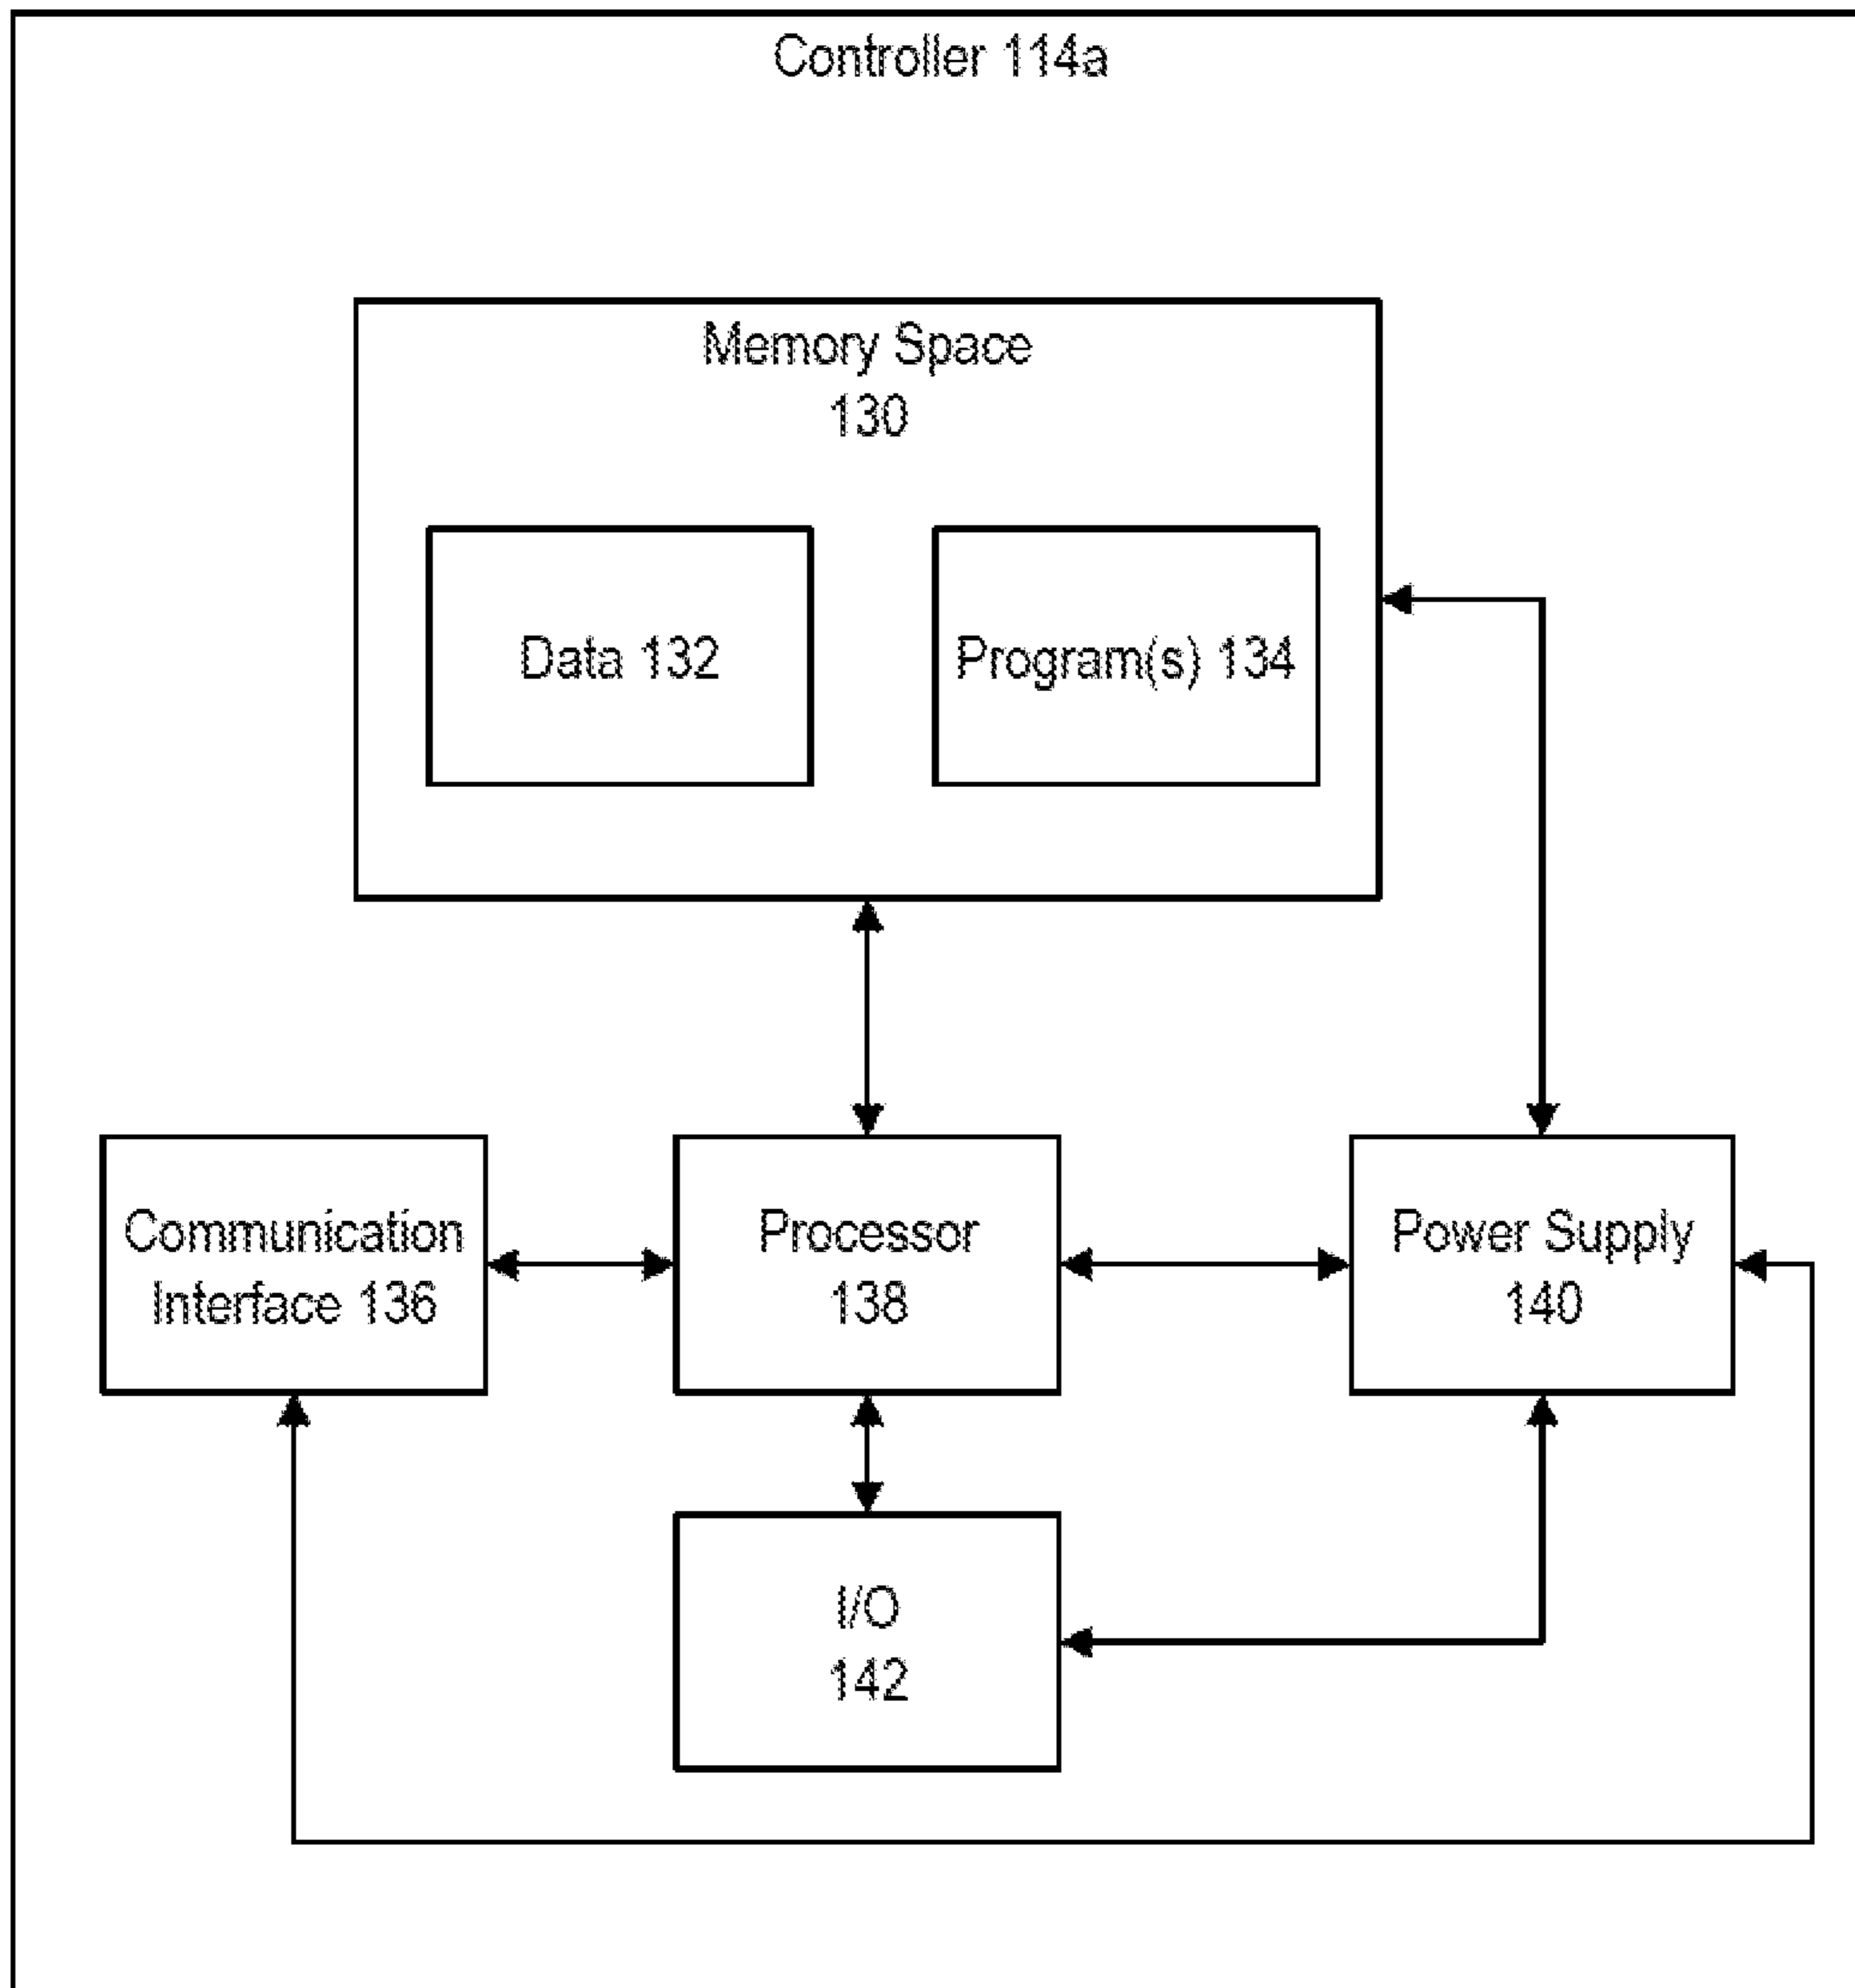 Controller 114a
Memory Space
130
Data 132
Program(s) 134
Communication
Interface 136
Processor
138
Power Supply
140
I/O
142